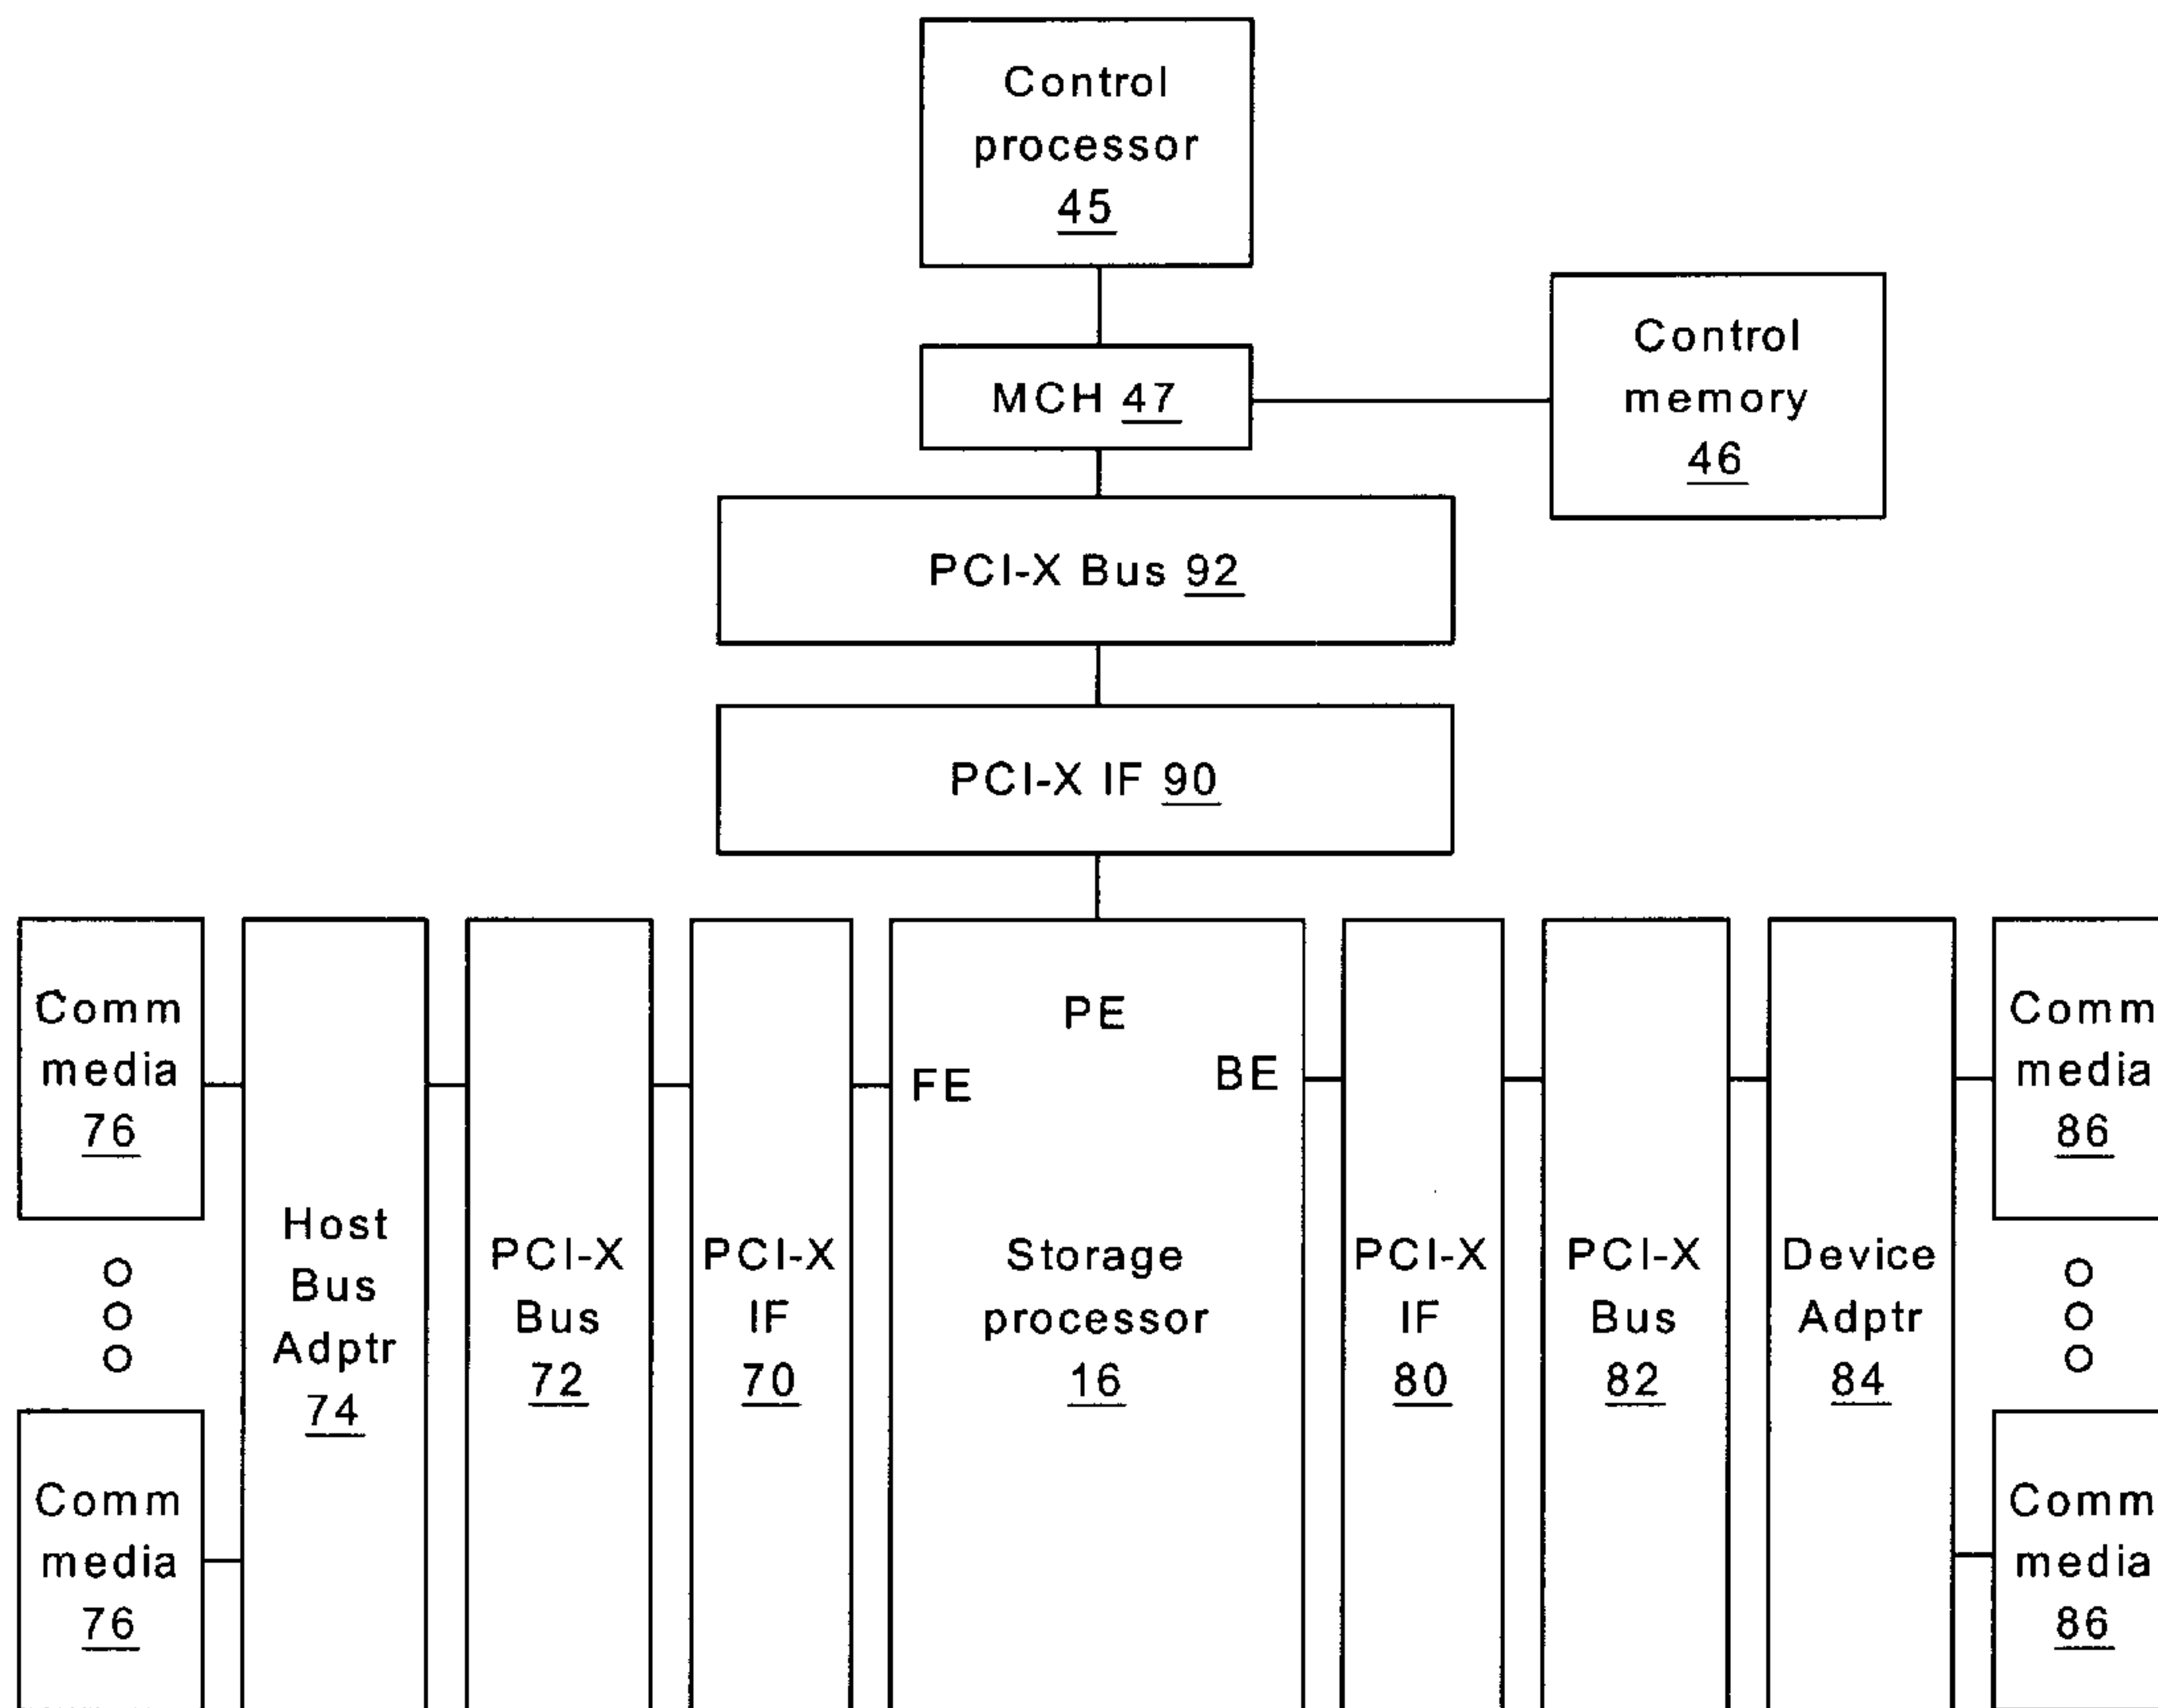 Control
processor
45
MCH 47
Control
memory
46
PCI-X Bus 92
PCI-X IF 90
Comm
media
76
Comm
media
76
Host
Bus
Adptr
74
PCI-X
Bus
72
PCI-X
IF
70
PE
FE
BE
Storage
processor
16
PCI-X
IF
80
PCI-X
Bus
82
Device
Adptr
84
Comm
media
86
Comm
media
86